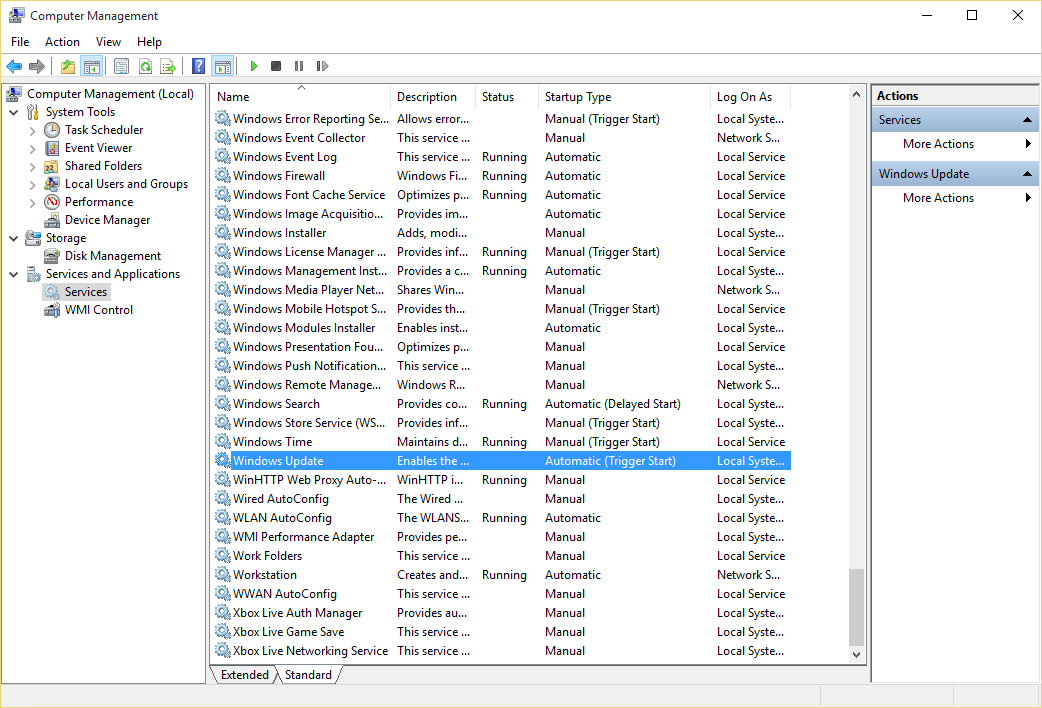 Computer Management
File Action View Help
Computer Management (Local)
System Tools
Task Scheduler
Event Viewer
Shared Folders
Local Users and Groups
Performance
Device Manager
Storage
Disk Management
Services and Applications
Services
WMI Control
Name Description Status Startup Type Log On As
Windows Error Reporting Se... Allows error... Manual (Trigger Start) Local Syste...
Windows Event Collector This service ... Manual Network S...
Windows Event Log This service ... Running Automatic Local Service
Windows Firewall Windows Fi... Running Automatic Local Service
Windows Font Cache Service Optimizes p... Running Automatic Local Service
Windows Image Acquisitio... Provides im... Automatic Local Service
Windows Installer Adds, modi... Manual Local Syste...
Windows License Manager ... Provides inf... Running Manual (Trigger Start) Local Service
Windows Management Inst... Provides a c... Running Automatic Local Syste...
Windows Media Player Net... Shares Win... Manual Network S...
Windows Mobile Hotspot S... Provides th... Manual (Trigger Start) Local Service
Windows Modules Installer Enables inst... Automatic Local Syste...
Windows Presentation Fou... Optimizes p... Manual Local Service
Windows Push Notification... This service ... Manual Local Syste...
Windows Remote Manage... Windows R... Manual Network S...
Windows Search Provides co... Running Automatic (Delayed Start) Local Syste...
Windows Store Service (WS... Provides inf... Manual (Trigger Start) Local Syste...
Windows Time Maintains d... Running Manual (Trigger Start) Local Service
Windows Update Enables the ... Automatic (Trigger Start) Local Syste...
WinHTTP Web Proxy Auto-... WinHTTP i... Running Manual Local Service
Wired AutoConfig The Wired ... Manual Local Syste...
WLAN AutoConfig The WLANS... Running Automatic Local Syste...
WMI Performance Adapter Provides pe... Manual Local Syste...
Work Folders This service ... Manual Local Service
Workstation Creates and... Running Automatic Network S...
WWAN AutoConfig This service ... Manual Local Service
Xbox Live Auth Manager Provides au... Manual Local Syste...
Xbox Live Game Save This service ... Manual Local Syste...
Xbox Live Networking Service This service ... Manual Local Syste...
Extended Standard
Actions
Services
More Actions
Windows Update
More Actions